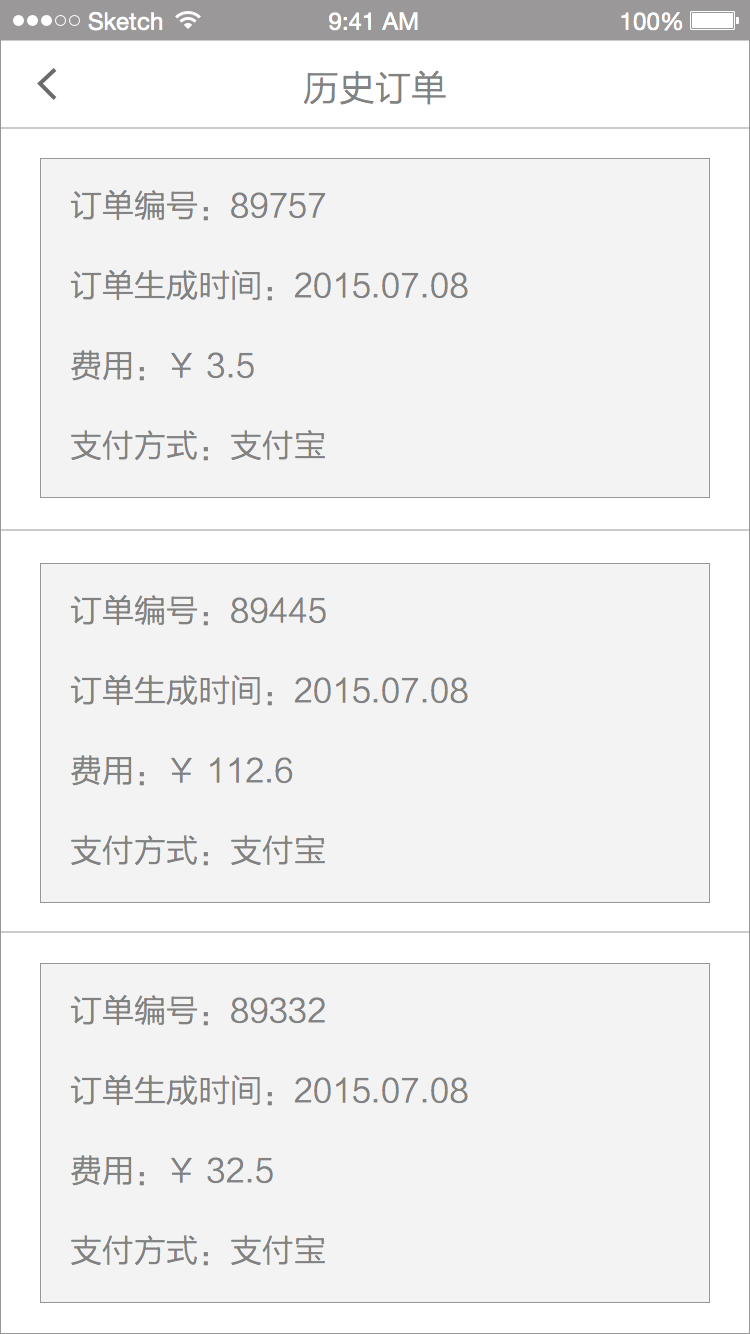 Sketch 9:41 AM 100%
历史订单
订单编号：89757
订单生成时间：2015.07.08
费用：￥ 3.5
支付方式：支付宝
订单编号：89445
订单生成时间：2015.07.08
费用：￥ 112.6
支付方式：支付宝
订单编号：89332
订单生成时间：2015.07.08
费用：￥ 32.5
支付方式：支付宝